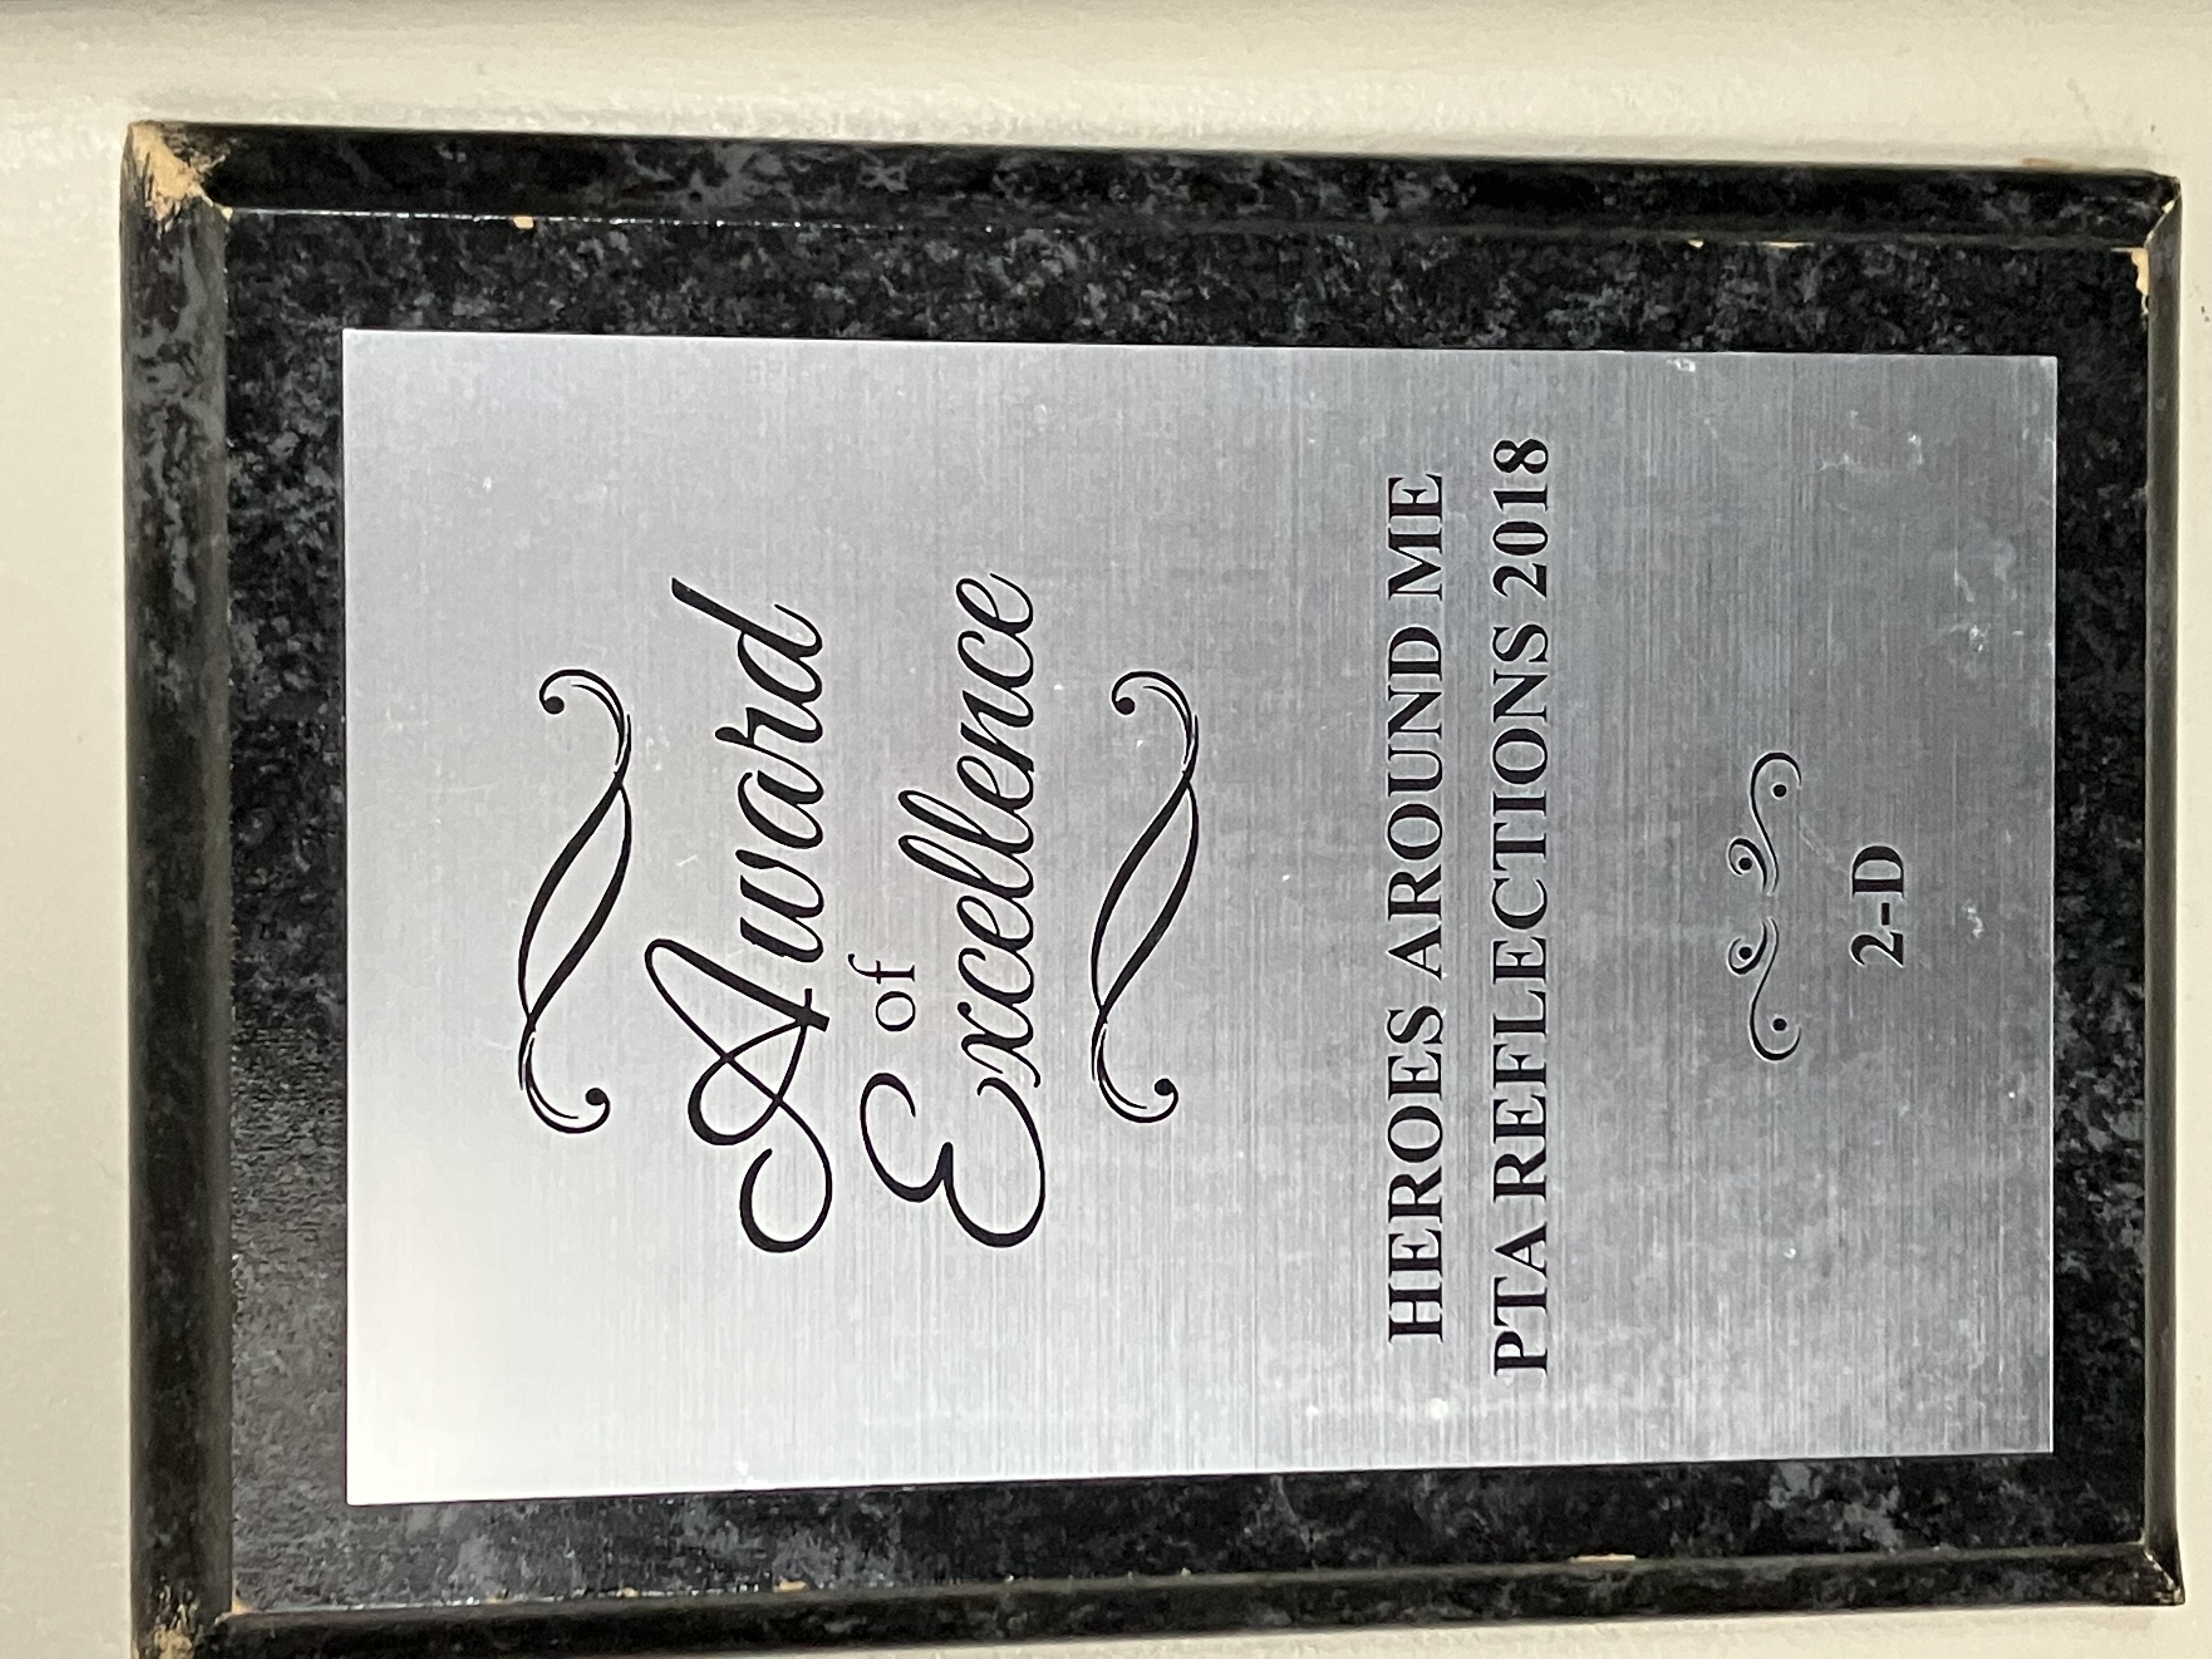 Award
of
Excellence
HEROES AROUND ME
PTA REFLECTIONS 2018
2-D